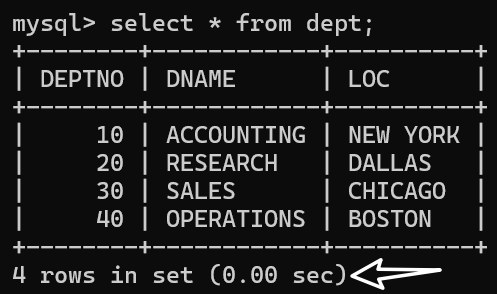 mysql> select * from dept;
+--------+------------+----------+
| DEPTNO | DNAME      | LOC      |
+--------+------------+----------+
|     10 | ACCOUNTING | NEW YORK |
|     20 | RESEARCH   | DALLAS   |
|     30 | SALES      | CHICAGO  |
|     40 | OPERATIONS | BOSTON   |
+--------+------------+----------+
4 rows in set (0.00 sec)